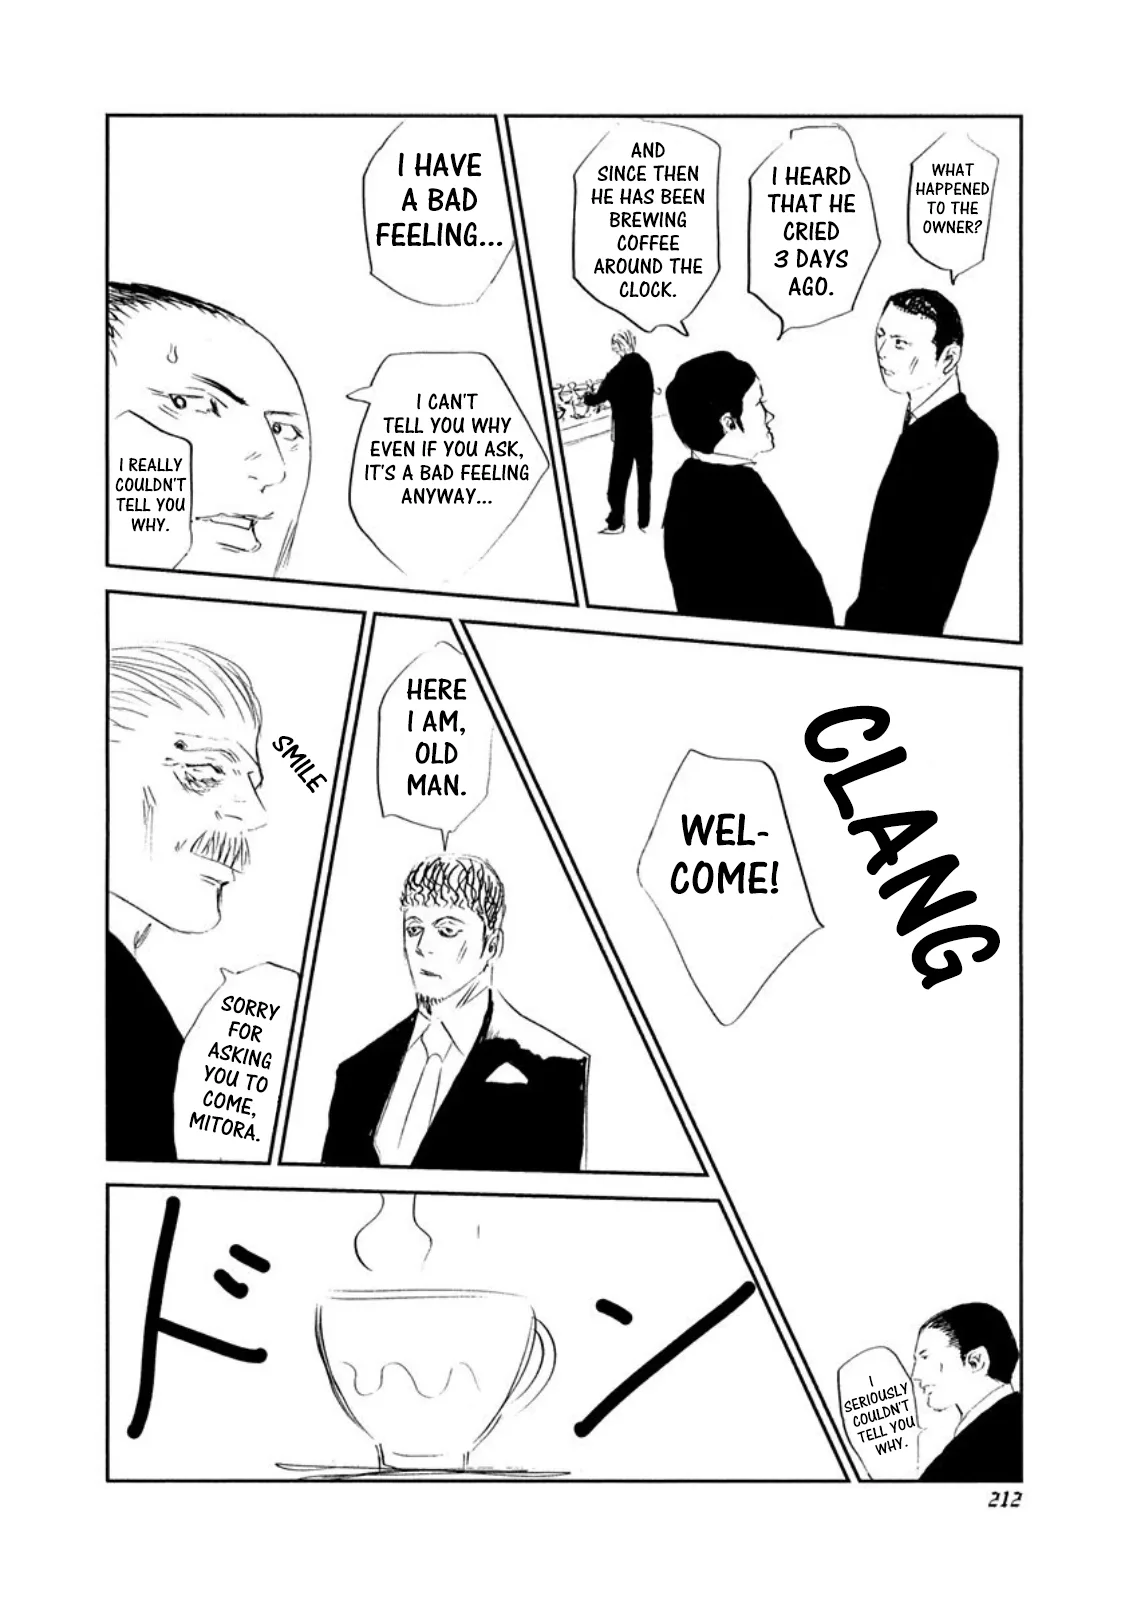 WHAT
HAPPENED
TO THE
OWNER?
I HEARD
THAT HE
CRIED
3 DAYS
AGO.
AND
SINCE THEN
HE HAS BEEN
BREWING
COFFEE
AROUND THE
CLOCK.
I HAVE
A BAD
FEELING...
I CAN'T
TELL YOU WHY
EVEN IF YOU ASK,
IT'S A BAD FEELING
ANYWAY...
I REALLY
COULDN'T
TELL YOU
WHY.
CLANG
WEL-
COME!
I
SERIOUSLY
COULDN'T
TELL YOU
WHY.
HERE
I AM,
OLD
MAN.
SMILE
SORRY
FOR
ASKING
YOU TO
COME,
MITORA.
ドン
212